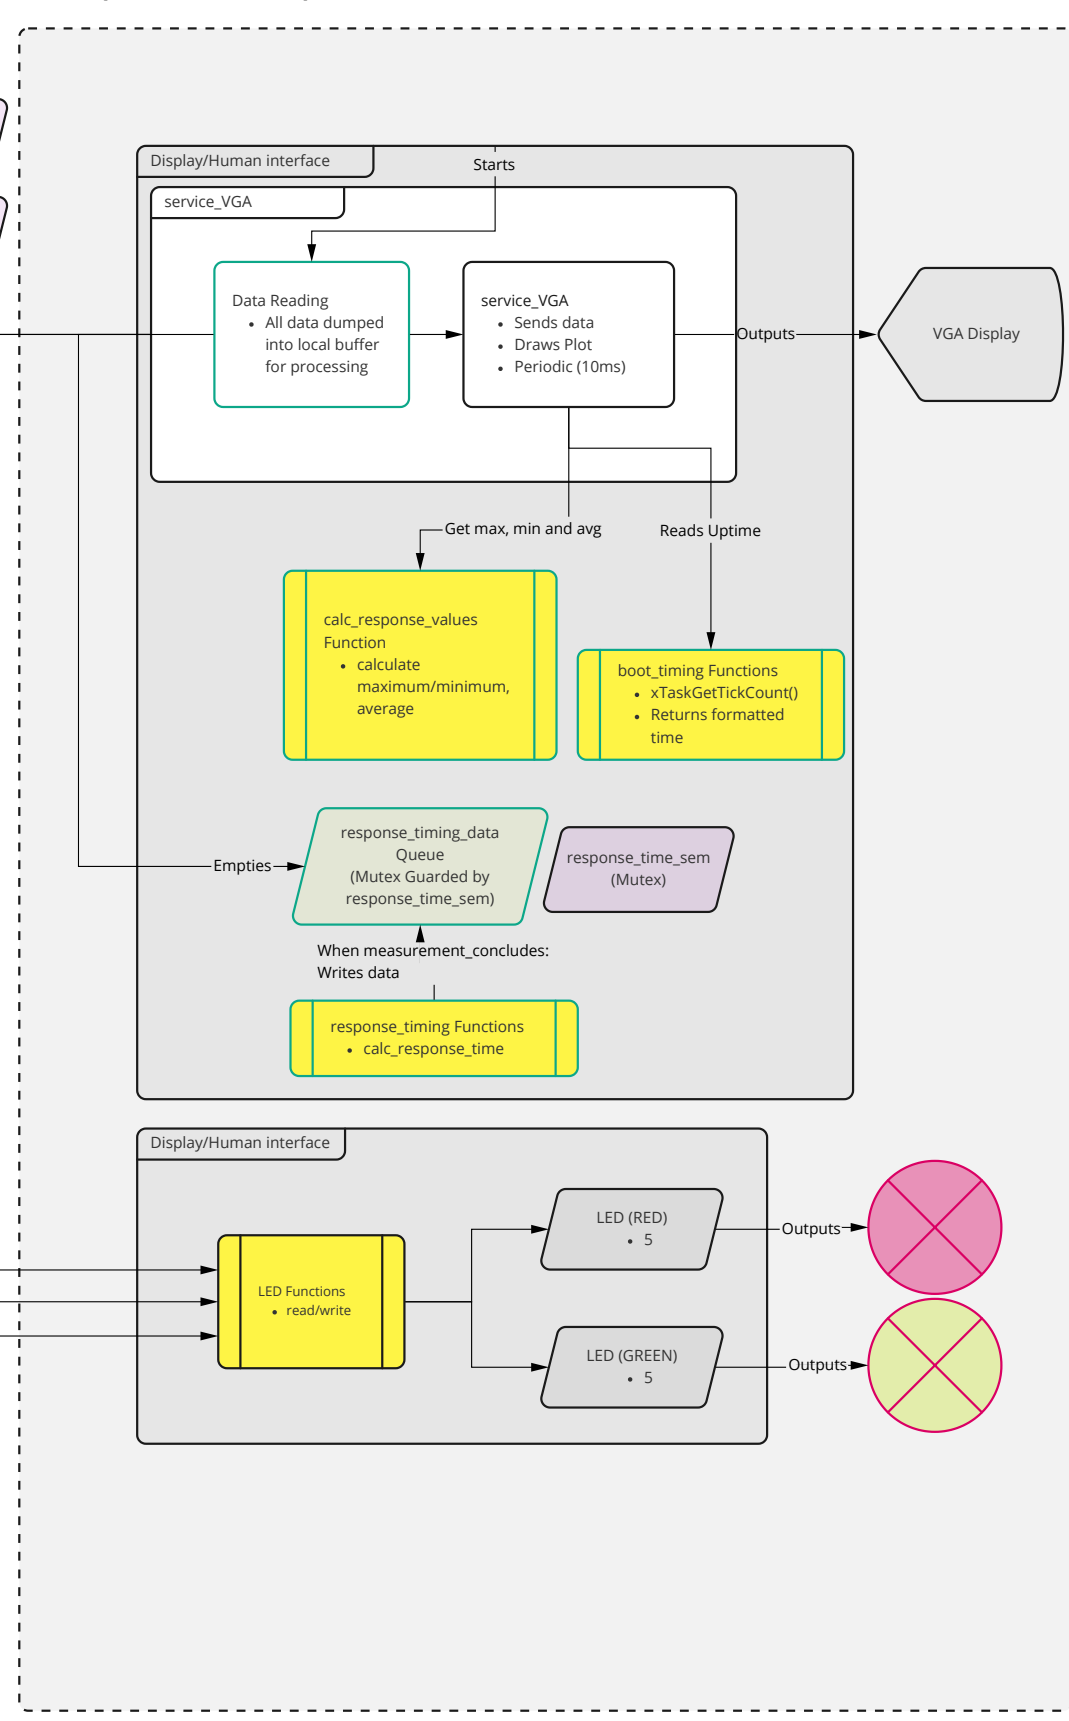 Display/Human interface
Starts
service_VGA
Data Reading
• All data dumped
into local buffer
for processing
service_VGA
• Sends data
• Draws Plot
• Periodic (10ms)
Outputs
VGA Display
Get max, min and avg
Reads Uptime
calc_response_values
Function
• calculate
maximum/minimum,
average
boot_timing Functions
• xTaskGetTickCount()
• Returns formatted
time
Empties
response_timing_data
Queue
(Mutex Guarded by
response_time_sem)
response_time_sem
(Mutex)
When measurement_concludes:
Writes data
response_timing Functions
• calc_response_time
Display/Human interface
LED Functions
• read/write
LED (RED)
• 5
Outputs
LED (GREEN)
• 5
Outputs